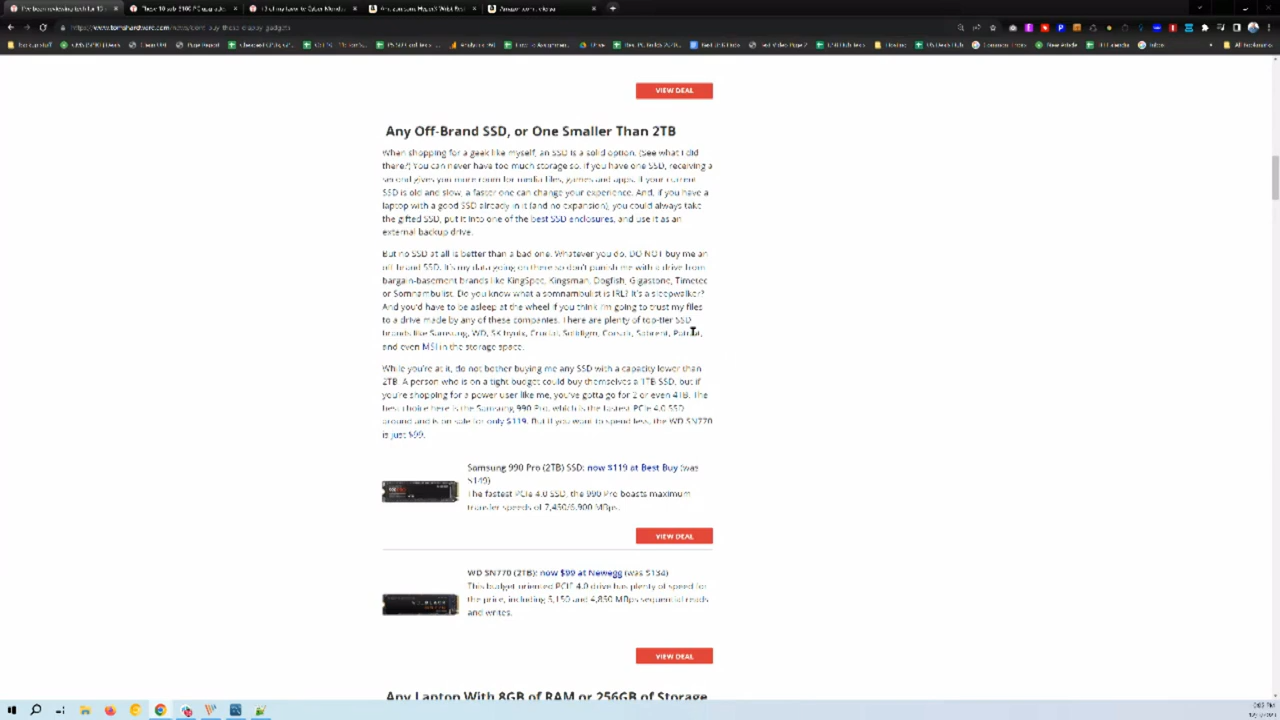 VIEW DEAL
Any Off-Brand SSD, or One Smaller Than 2TB
When shopping for a geek like myself, an SSD is a solid option. (See what I did
there?) You can never have too much storage so, if you have one SSD, receiving a
second gives you more room for media files, games and apps. If your current
SSD is old and slow, a faster one can change your experience. And, if you have a
laptop with a good SSD already in it (and no expansion), you could always take
the gifted SSD, put it into one of the best SSD enclosures, and use it as an
external backup drive.
But no SSD at all is better than a bad one. Whatever you do, DO NOT buy me an
off brand SSD. It's my data going on there so don't punish me with a drive from
bargain-basement brands like KingSpec, Kingsman, Dogfish, Gigastone, Timetec
or Somnambulist. Do you know what a somnambulist is IRL? It's a sleepwalker?
And you'd have to be asleep at the wheel if you think I'm going to trust my files
to a drive made by any of these companies. There are plenty of top-tier SSD
brands like Samsung, WD, SK hynix, Crucial, Solidigm, Corsair, Sabrent, Patriot,
and even MSI in the storage space.
While you're at it, do not bother buying me any SSD with a capacity lower than
2TB. A person who is on a tight budget could buy themselves a 1TB SSD, but if
you're shopping for a power user like me, you've gotta go for 2 or even 4TB. The
best choice here is the Samsung 990 Pro, which is the fastest PCIe 4.0 SSD
around and is on sale for only $119. But if you want to spend less, the WD SN770
is just $99.
Samsung 990 Pro (2TB) SSD: now $119 at Best Buy (was
$149)
The fastest PCIe 4.0 SSD, the 990 Pro boasts maximum
transfer speeds of 7,450/6,900 MBps.
VIEW DEAL
WD SN770 (2TB): now $99 at Newegg (was $134)
This budget oriented PCIE 4.0 drive has plenty of speed for
the price, including 5,150 and 4,850 MBps sequential reads
and writes.
VIEW DEAL
Any Laptop With 8GB of RAM or 256GB of Storage